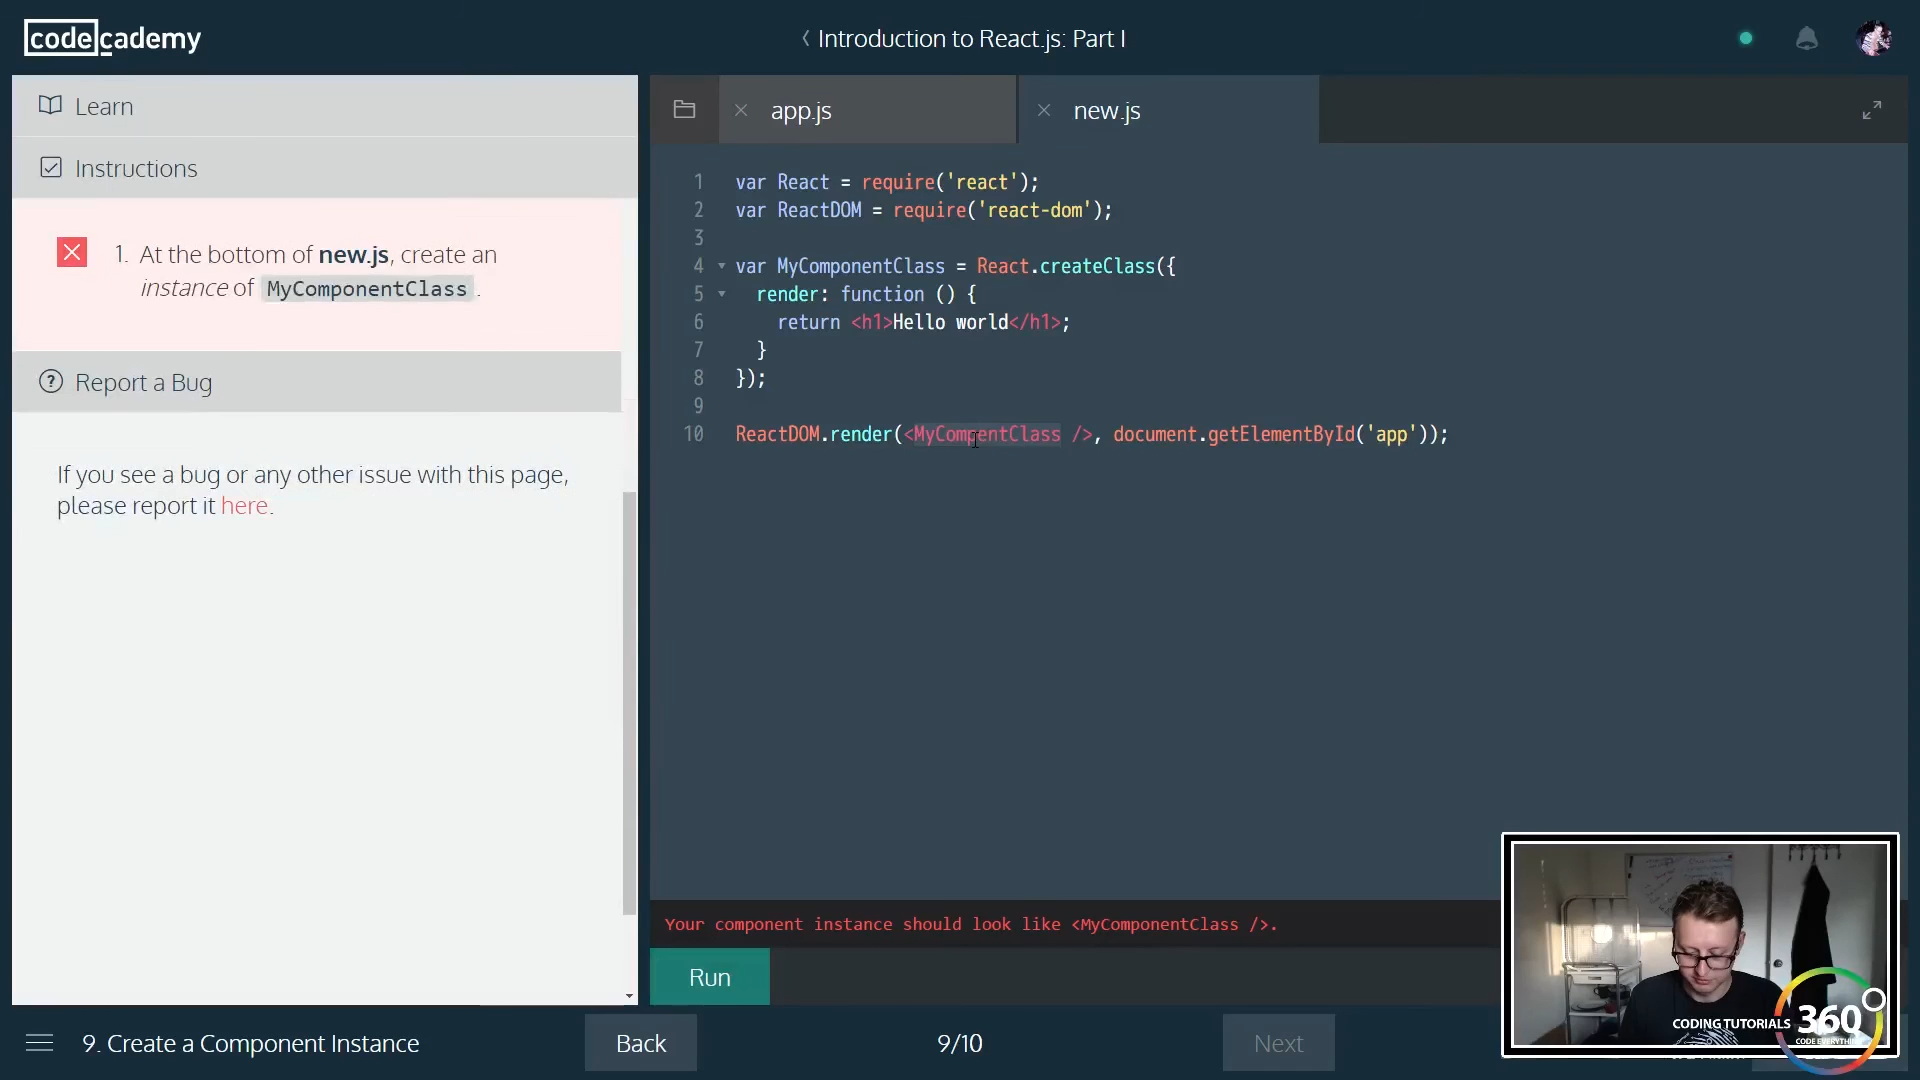 codecademy
Introduction to React.js: Part I
Learn
Instructions
1. At the bottom of new.js, create an
instance of MyComponentClass.
Report a Bug
If you see a bug or any other issue with this page,
please report it here.
app.js
new.js
1 var React = require('react');
2 var ReactDOM = require('react-dom');
3
4 var MyComponentClass = React.createClass({
5 render: function () {
6 return <h1>Hello world</h1>;
7 }
8 });
9
10 ReactDOM.render(<MyCompentClass />, document.getElementById('app'));
Your component instance should look like <MyComponentClass />.
Run
9. Create a Component Instance
Back
9/10
Next
CODING TUTORIALS 360